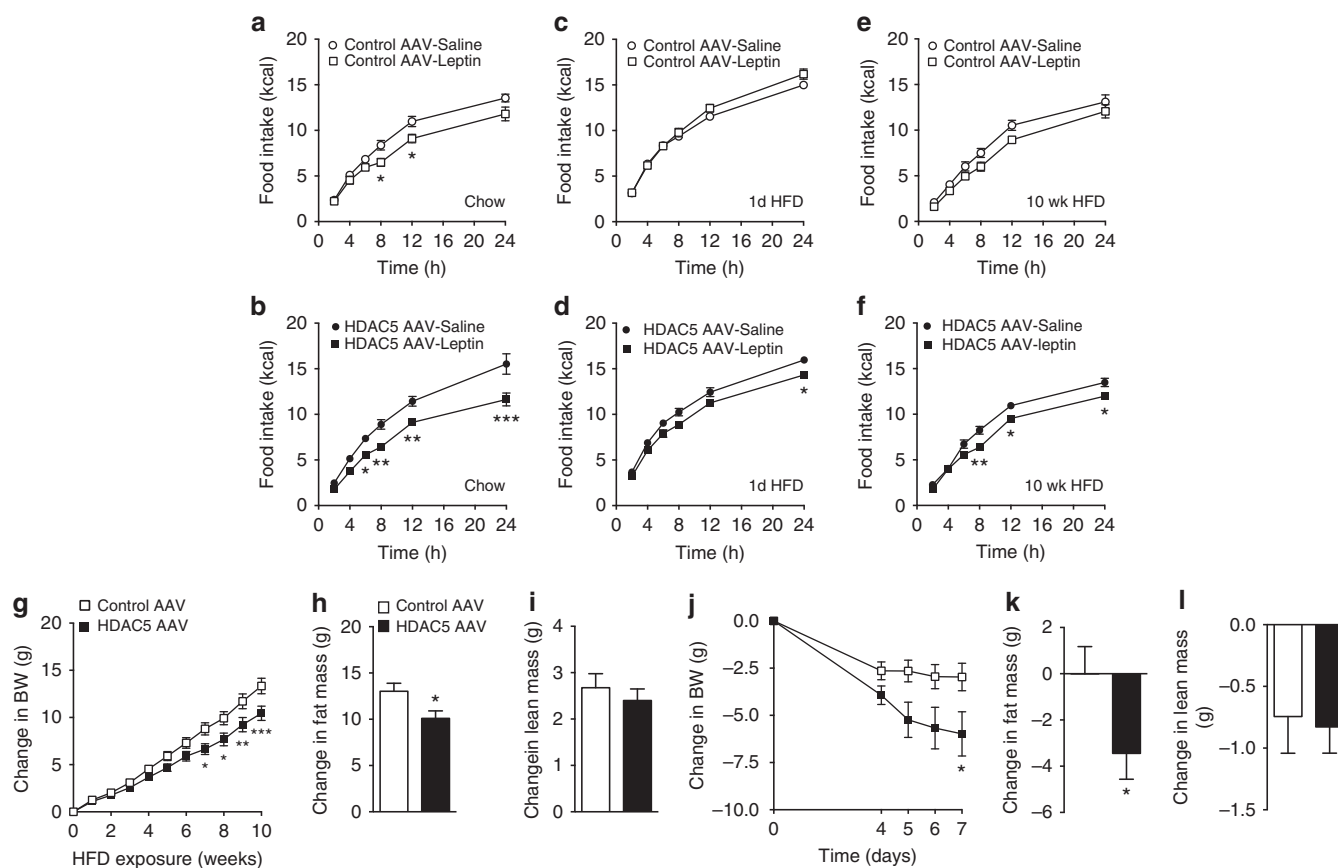 a
20
15
10
5
0
Food intake (kcal)
Control AAV-Saline
Control AAV-Leptin
*
*
Chow
0 4 8 12 16 20 24
Time (h)
c
20
15
10
5
0
Food intake (kcal)
Control AAV-Saline
Control AAV-Leptin
1d HFD
0 4 8 12 16 20 24
Time (h)
e
20
15
10
5
0
Food intake (kcal)
Control AAV-Saline
Control AAV-Leptin
10 wk HFD
0 4 8 12 16 20 24
Time (h)
b
20
15
10
5
0
Food intake (kcal)
HDAC5 AAV-Saline
HDAC5 AAV-Leptin
*
**
**
***
Chow
0 4 8 12 16 20 24
Time (h)
d
20
15
10
5
0
Food intake (kcal)
HDAC5 AAV-Saline
HDAC5 AAV-Leptin
*
1d HFD
0 4 8 12 16 20 24
Time (h)
f
20
15
10
5
0
Food intake (kcal)
HDAC5 AAV-Saline
HDAC5 AAV-leptin
**
*
*
10 wk HFD
0 4 8 12 16 20 24
Time (h)
g
20
15
10
5
0
Change in BW (g)
Control AAV
HDAC5 AAV
*
*
**
***
0 2 4 6 8 10
HFD exposure (weeks)
h
Control AAV
HDAC5 AAV
20
15
10
5
0
Change in fat mass (g)
*
i
4
3
2
1
0
Changein lean mass (g)
j
0.0
−2.5
−5.0
−7.5
−10.0
Change in BW (g)
*
0 4 5 6 7
Time (days)
k
2
0
−2
−4
−6
Change in fat mass (g)
*
l
0.0
−0.5
−1.0
−1.5
Change in lean mass
(g)